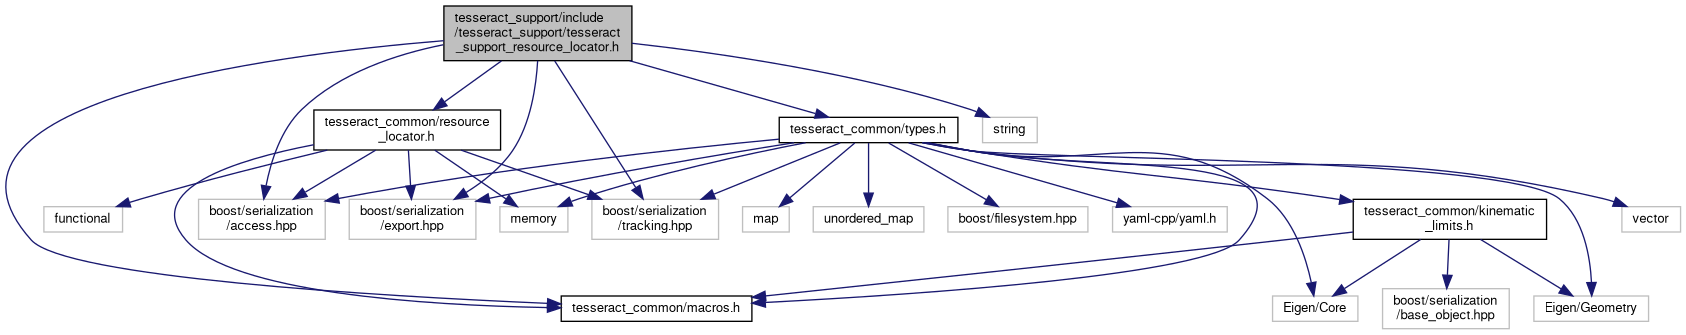 tesseract_support/include
/tesseract_support/tesseract
_support_resource_locator.h
tesseract_common/resource
_locator.h
tesseract_common/types.h
string
functional
boost/serialization
/access.hpp
boost/serialization
/export.hpp
memory
boost/serialization
/tracking.hpp
map
unordered_map
boost/filesystem.hpp
yaml-cpp/yaml.h
tesseract_common/kinematic
_limits.h
vector
tesseract_common/macros.h
Eigen/Core
boost/serialization
/base_object.hpp
Eigen/Geometry